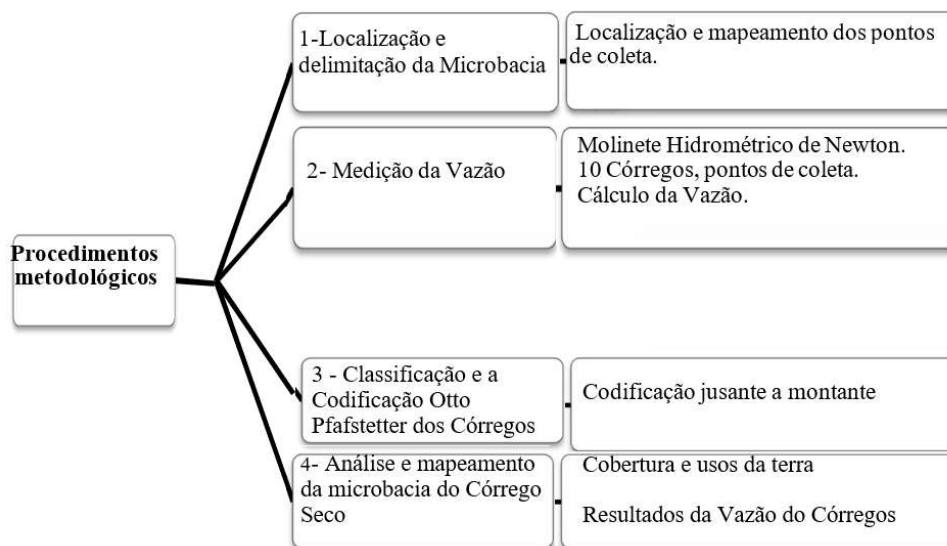 Procedimentos
metodológicos
1-Localização e
delimitação da Microbacia
Localização e mapeamento dos pontos
de coleta.
2- Medição da Vazão
Molinete Hidrométrico de Newton.
10 Córregos, pontos de coleta.
Cálculo da Vazão.
3 - Classificação e a
Codificação Otto
Pfafstetter dos Córregos
Codificação jusante a montante
4- Análise e mapeamento
da microbacia do Córrego
Seco
Cobertura e usos da terra
Resultados da Vazão do Córregos